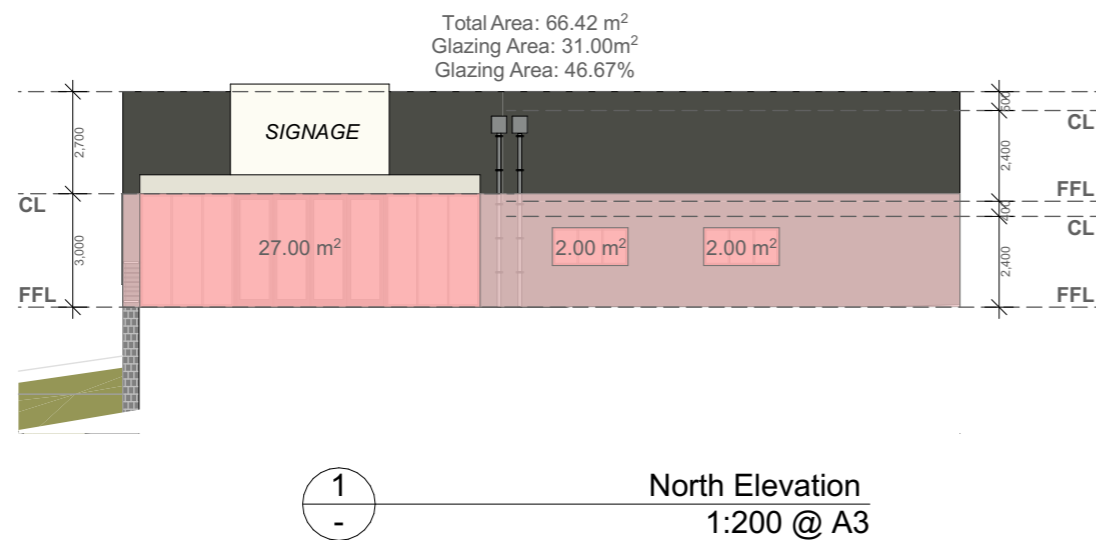 Total Area: 66.42 m²
Glazing Area: 31.00m²
Glazing Area: 46.67%
SIGNAGE
2,700
CL
3,000
FFL
27.00 m²
2.00 m²
2.00 m²
CL
2,400
FFL
CL
2,400
FFL
1
-
North Elevation
1:200 @ A3